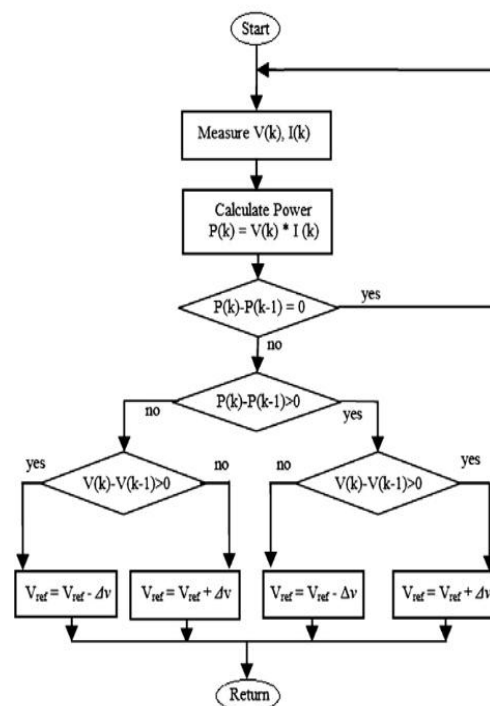 Start
Measure V(k), I(k)
Calculate Power
P(k) = V(k) * I (k)
P(k)-P(k-1) = 0
yes
no
P(k)-P(k-1)>0
no
yes
yes
V(k)-V(k-1)>0
no
no
V(k)-V(k-1)>0
yes
Vref = Vref - Δv
Vref = Vref + Δv
Vref = Vref - Δv
Vref = Vref + Δv
Return